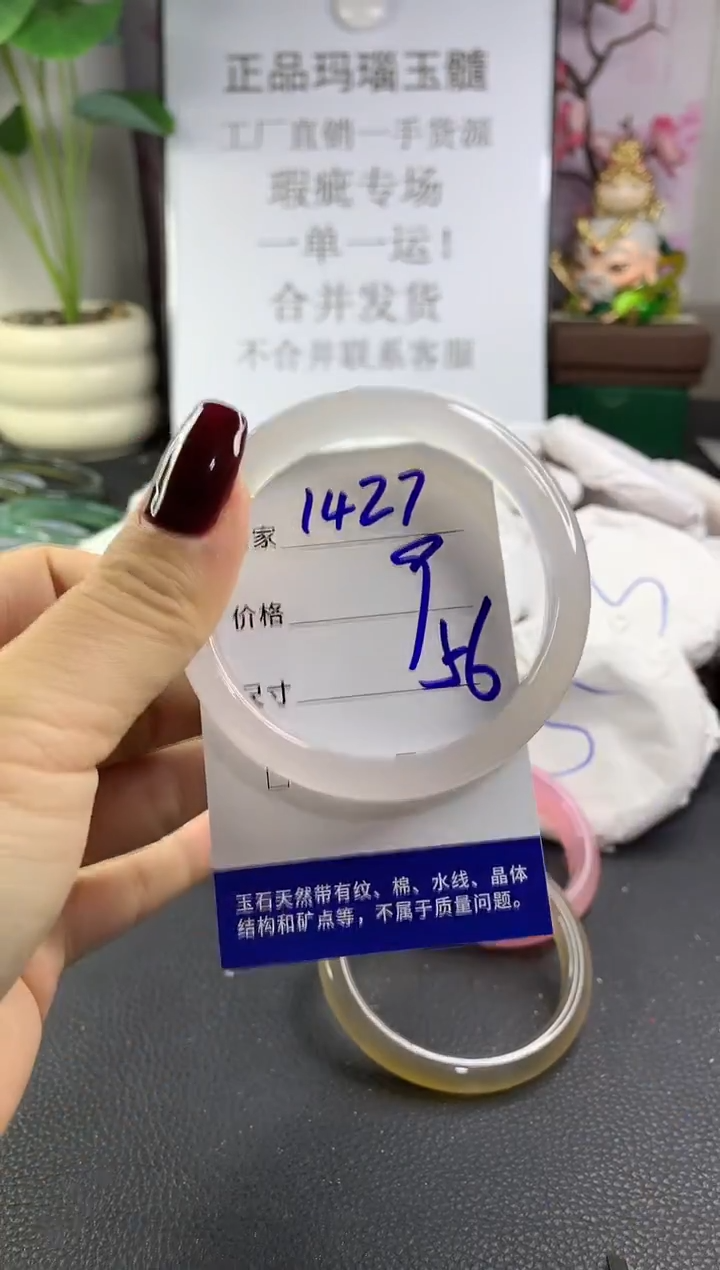 正品玛瑙玉髓
工厂直销一手货源
瑕疵专场
一单一运！
合并发货
不合并联系客服
家 1427
价格
尺寸 56
玉石天然带有纹、棉、水线、晶体
结构和矿点等，不属于质量问题。